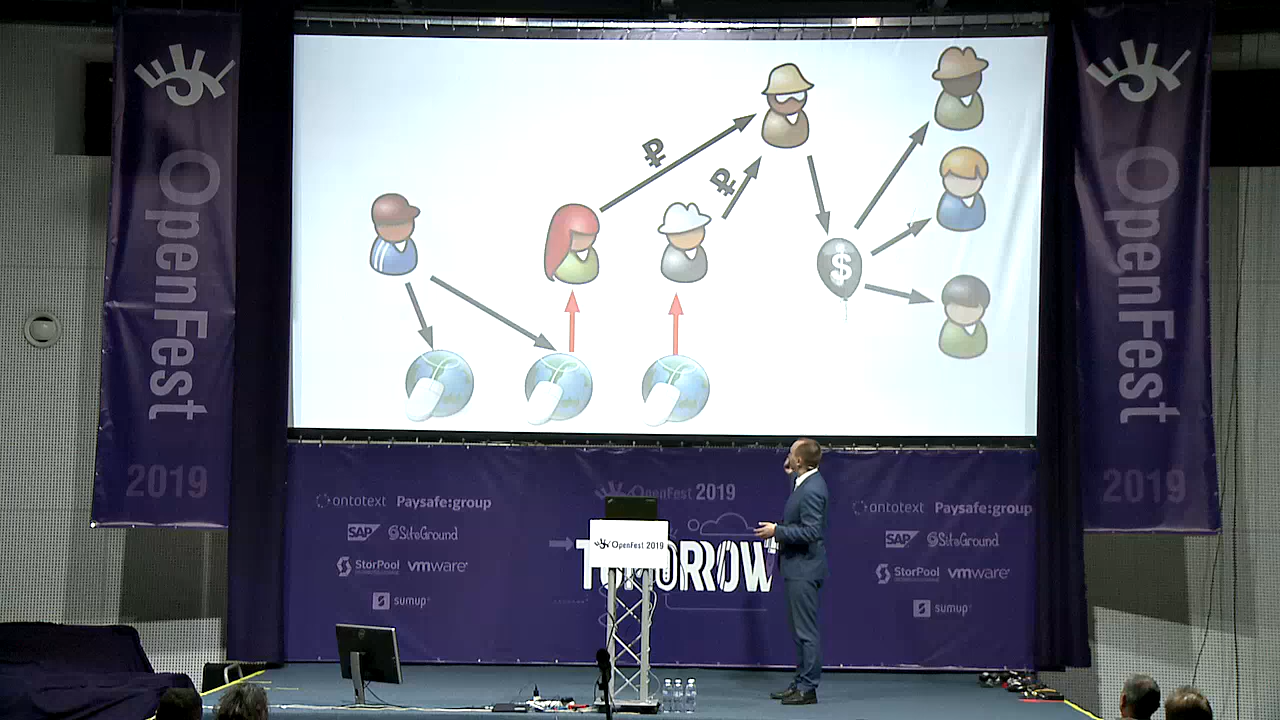 OpenFest
2019
₽
₽
$
OpenFest
2019
ontotext Paysafe:group
SAP SiteGround
StorPool vmware
sumup
OpenFest 2019
OpenFest 2019
TOMORROW
ontotext Paysafe:group
SAP SiteGround
StorPool vmware
sumup